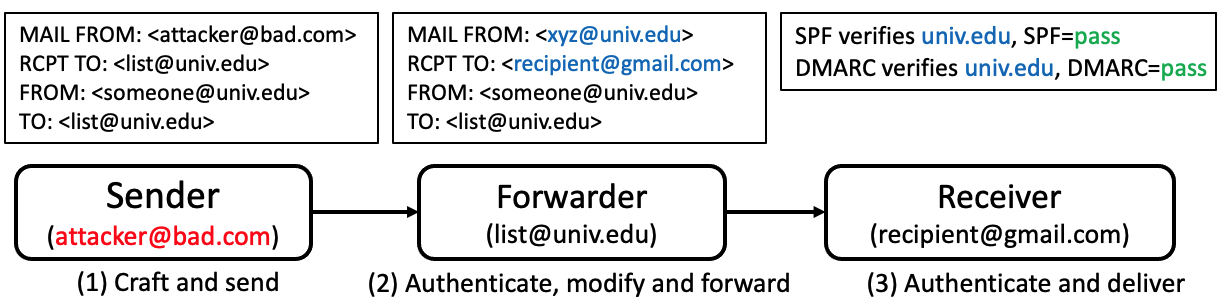 MAIL FROM: <attacker@bad.com>
RCPT TO: <list@univ.edu>
FROM: <someone@univ.edu>
TO: <list@univ.edu>
MAIL FROM: <xyz@univ.edu>
RCPT TO: <recipient@gmail.com>
FROM: <someone@univ.edu>
TO: <list@univ.edu>
SPF verifies univ.edu, SPF=pass
DMARC verifies univ.edu, DMARC=pass
Sender
(attacker@bad.com)
(1) Craft and send
Forwarder
(list@univ.edu)
(2) Authenticate, modify and forward
Receiver
(recipient@gmail.com)
(3) Authenticate and deliver